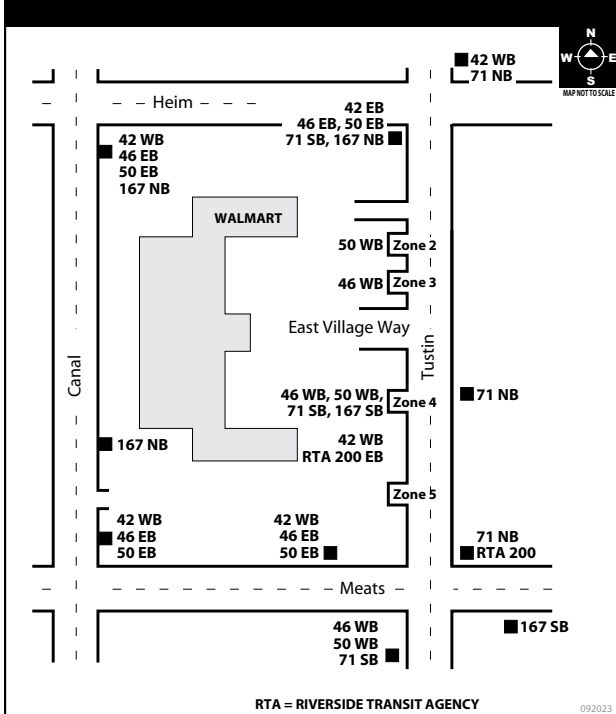 N
W E
S
MAP NOT TO SCALE
42 WB
71 NB
Heim
42 EB
46 EB, 50 EB
71 SB, 167 NB
42 WB
46 EB
50 EB
167 NB
WALMART
50 WB Zone 2
46 WB Zone 3
East Village Way
Canal
Tustin
46 WB, 50 WB,
71 SB, 167 SB
Zone 4
71 NB
42 WB
RTA 200 EB
167 NB
Zone 5
42 WB
46 EB
50 EB
42 WB
46 EB
50 EB
71 NB
RTA 200
Meats
46 WB
50 WB
71 SB
167 SB
RTA = RIVERSIDE TRANSIT AGENCY
092023